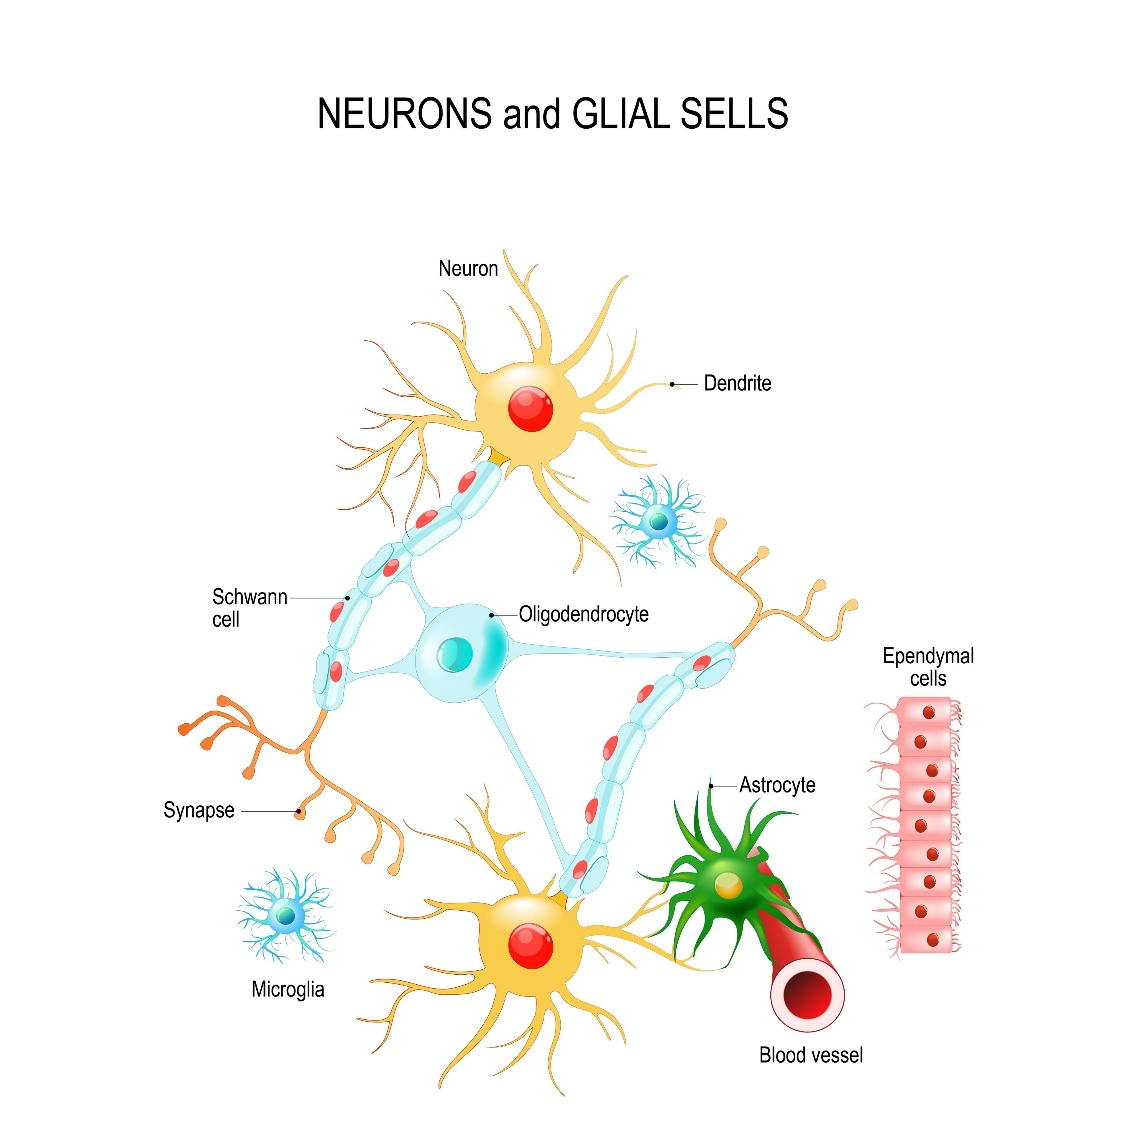 NEURONS and GLIAL SELLS
Neuron
Dendrite
Schwann
cell
Oligodendrocyte
Ependymal
cells
Astrocyte
Synapse
Microglia
Blood vessel